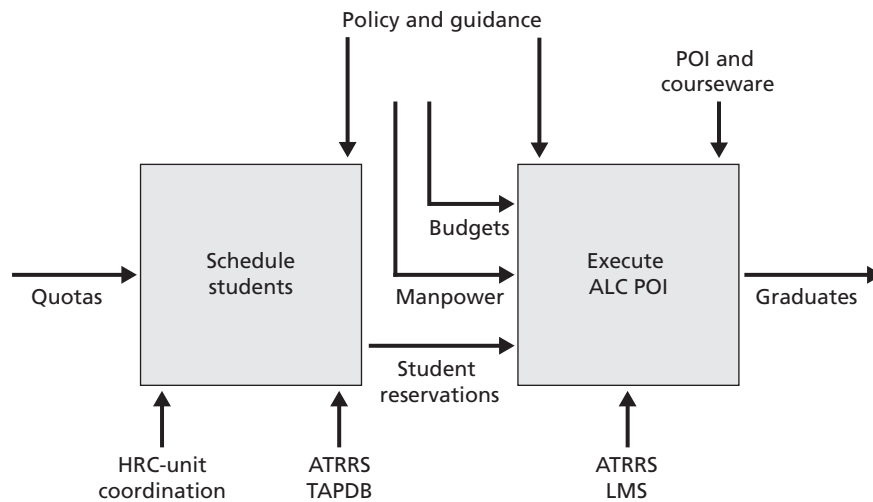 Policy and guidance
POI and
courseware
Budgets
Schedule
students
Execute
ALC POI
Quotas
Manpower
Graduates
Student
reservations
HRC-unit
coordination
ATRRS
TAPDB
ATRRS
LMS